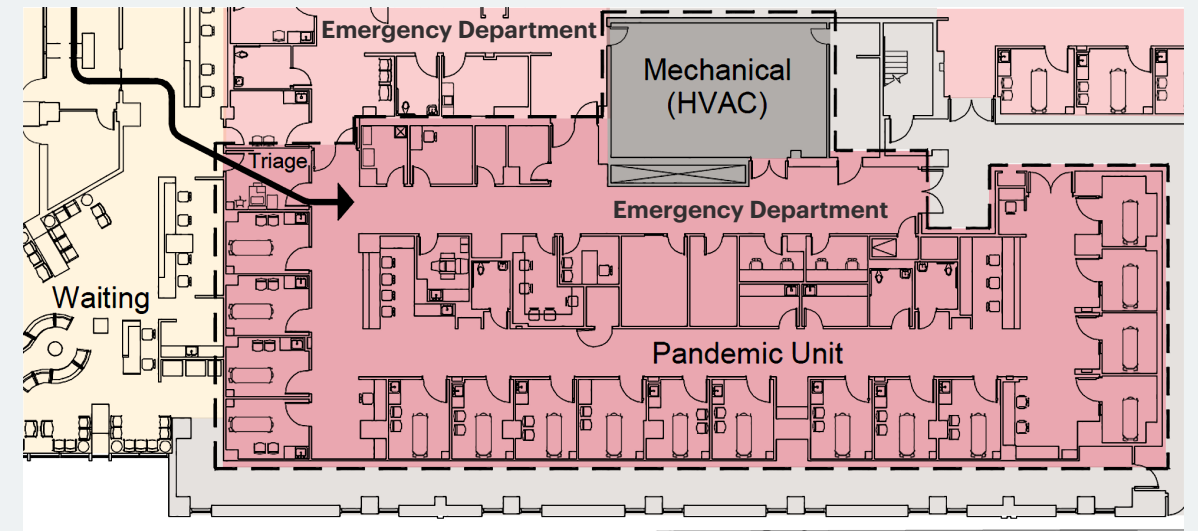 Emergency Department
Mechanical
(HVAC)
Triage
Emergency Department
Waiting
Pandemic Unit